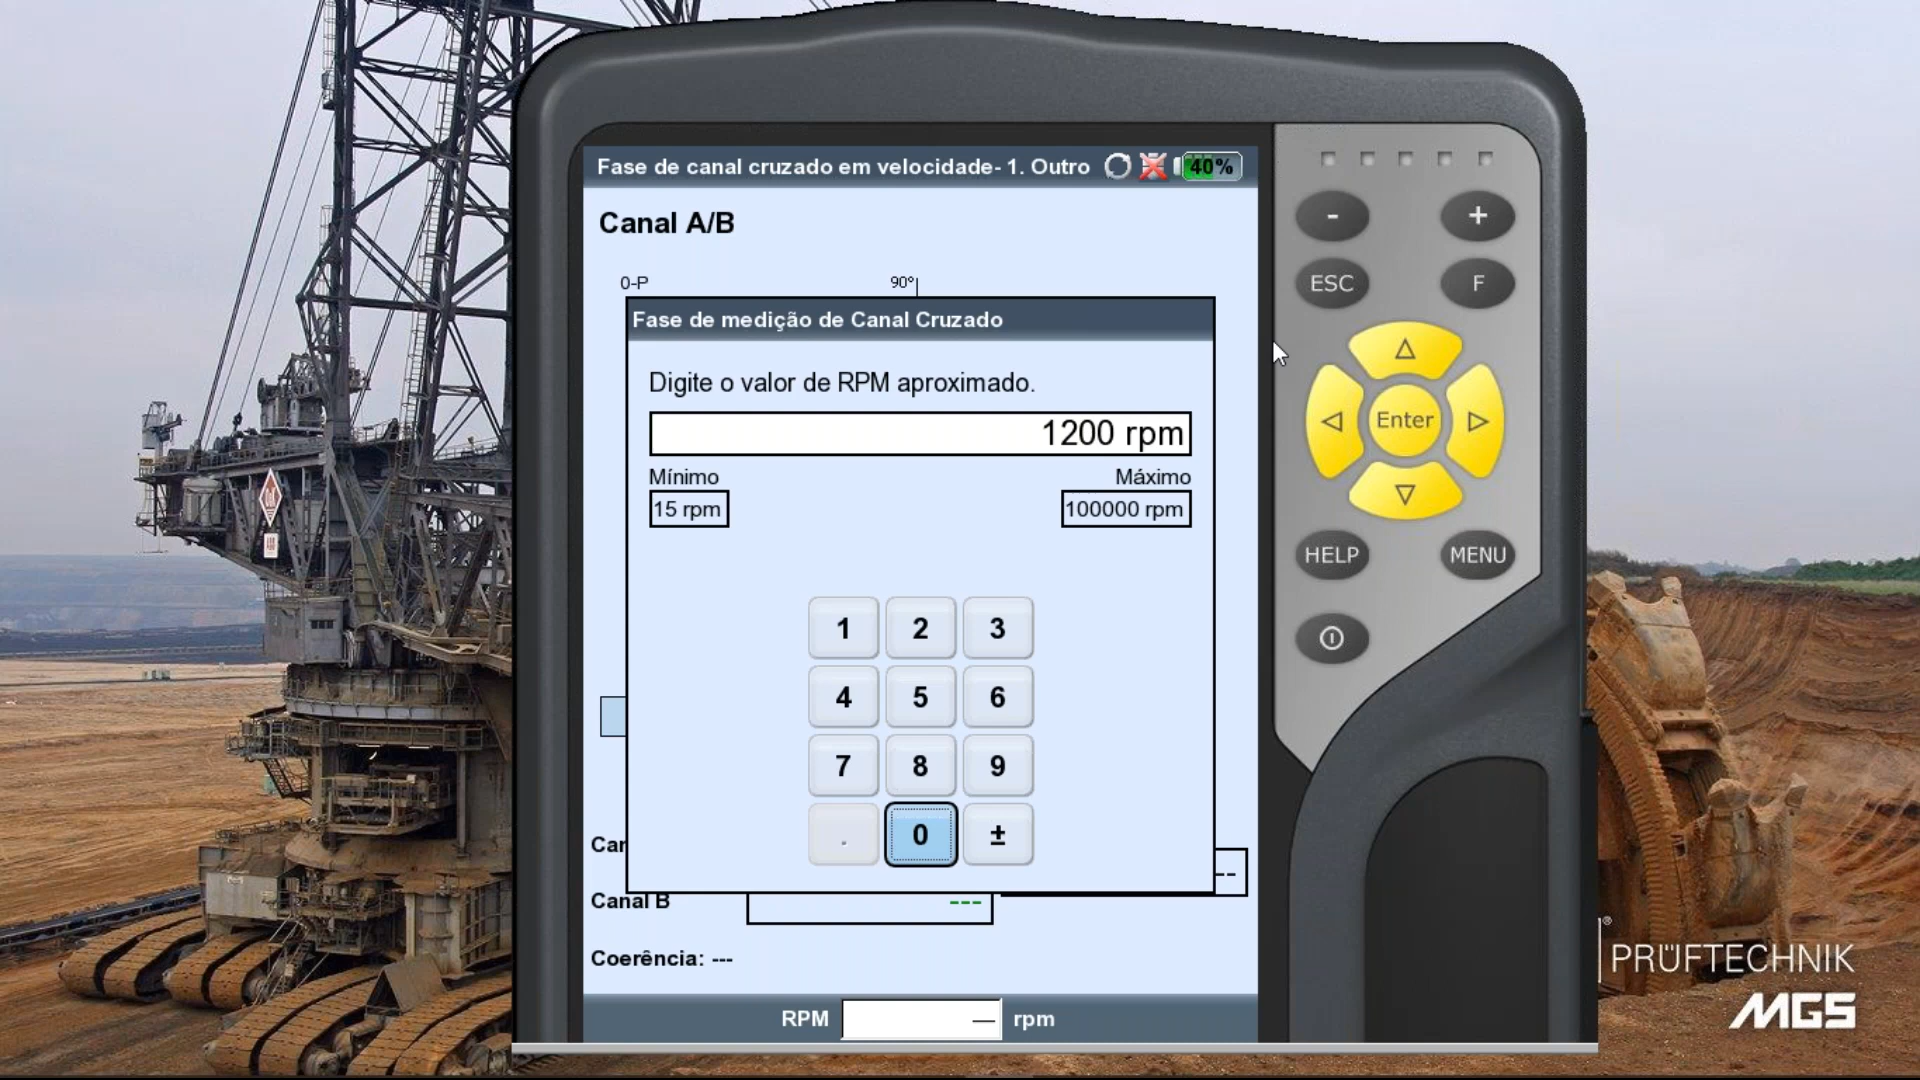 Fase de canal cruzado em velocidade- 1. Outro
40%
Canal A/B
0-P
90°
Fase de medição de Canal Cruzado
Digite o valor de RPM aproximado.
1200 rpm
Mínimo
Máximo
15 rpm
100000 rpm
1 2 3
4 5 6
7 8 9
. 0 ±
Canal B
---
Coerência: ---
RPM — rpm
- +
ESC F
Enter
HELP MENU
PRÜFTECHNIK
MGS